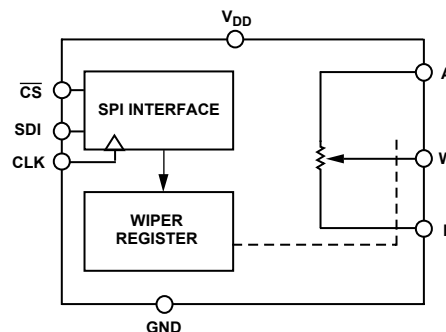 VDD
CS
SDI
CLK
SPI INTERFACE
WIPER
REGISTER
A
W
GND